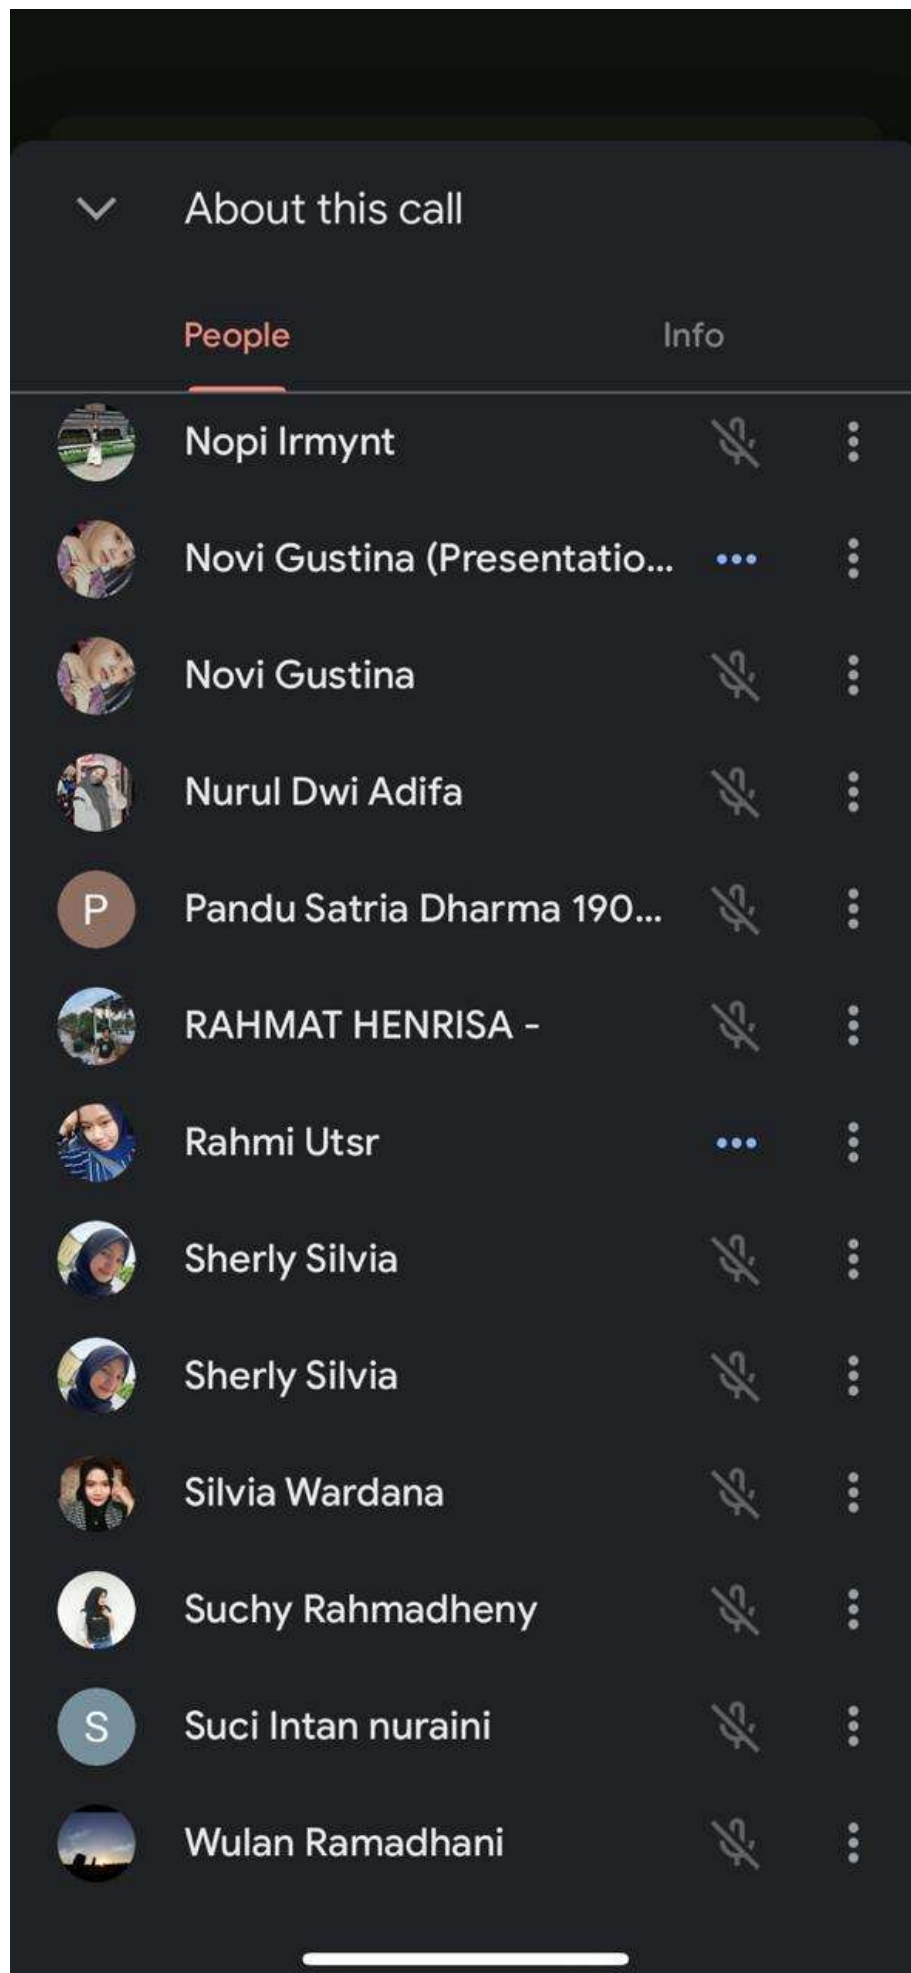 About this call
People
Info
Nopi Irmynt
Novi Gustina (Presentatio...
Novi Gustina
Nurul Dwi Adifa
P
Pandu Satria Dharma 190...
RAHMAT HENRISA -
Rahmi Utsr
Sherly Silvia
Sherly Silvia
Silvia Wardana
Suchy Rahmadheny
S
Suci Intan nuraini
Wulan Ramadhani